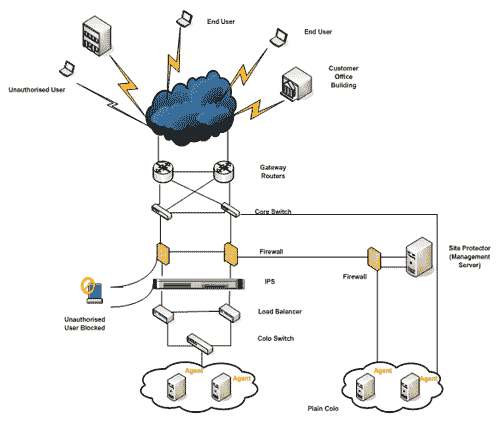 End User
End User
Customer
Office
Building
Unauthorised User
Gateway
Routers
Core Switch
Firewall
Site Protector
(Management
Server)
Firewall
IPS
Unauthorised
User Blocked
Load Balancer
Colo Switch
Agent
Agent
Agent
Agent
Plain Colo